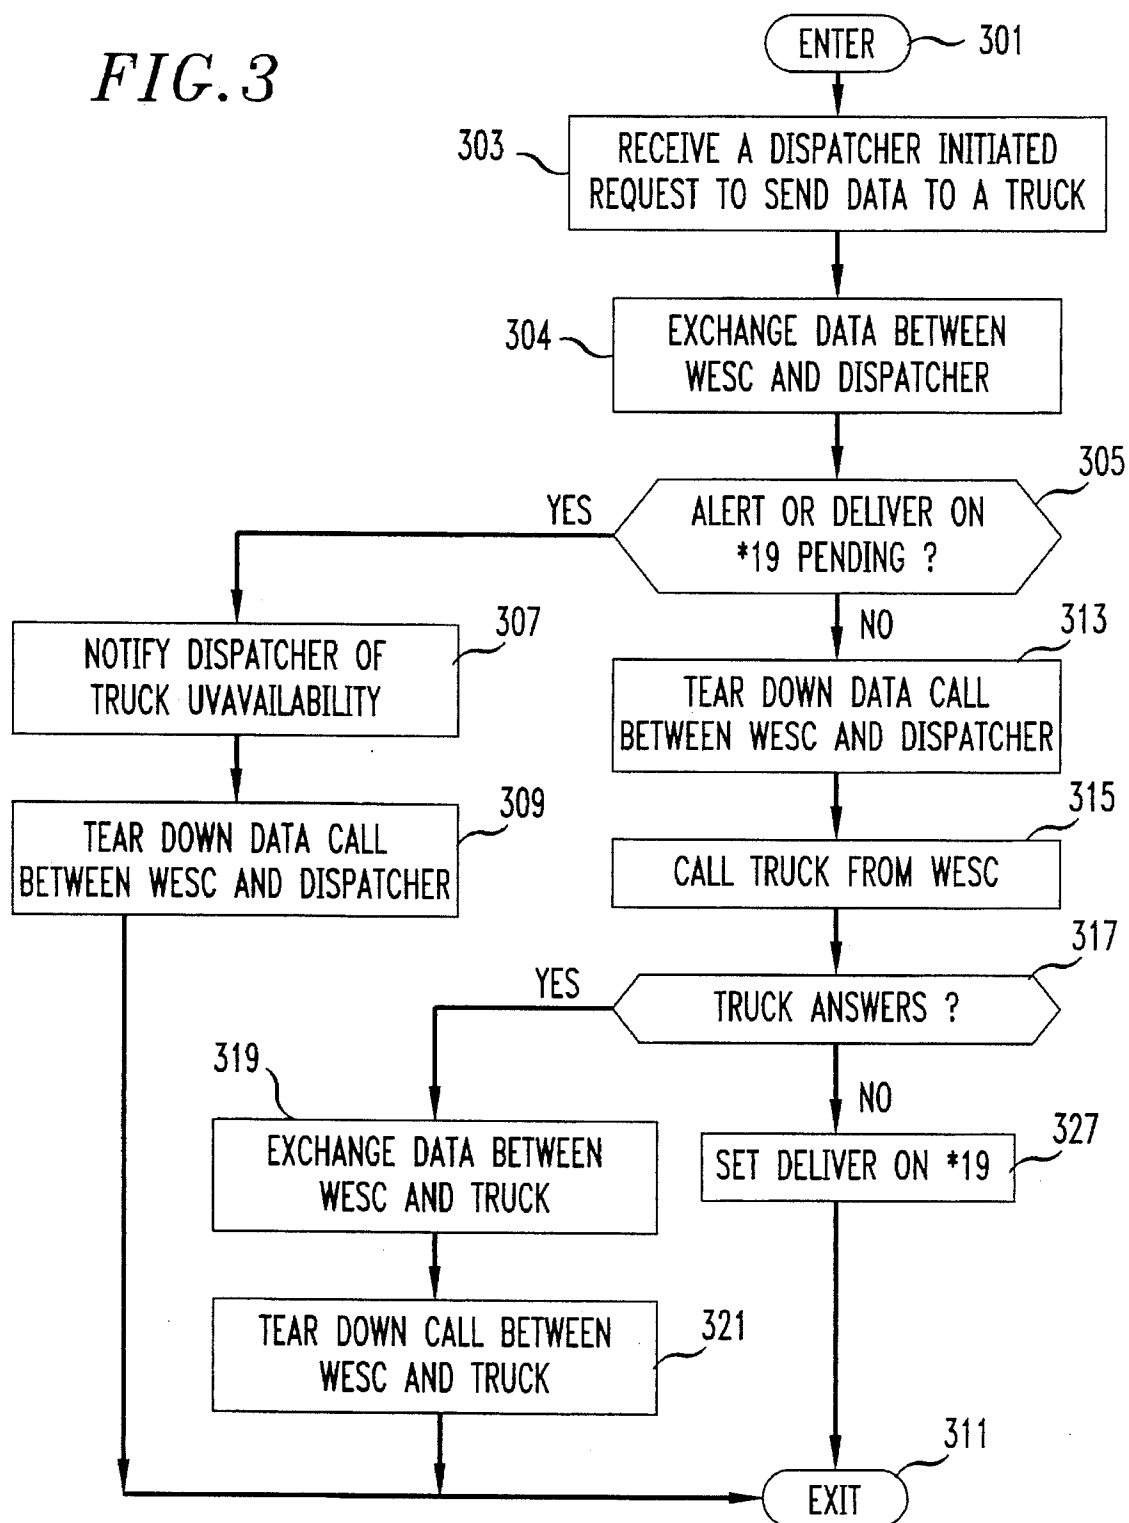 FIG. 3
ENTER
301
303
RECEIVE A DISPATCHER INITIATED
REQUEST TO SEND DATA TO A TRUCK
304
EXCHANGE DATA BETWEEN
WESC AND DISPATCHER
305
YES
ALERT OR DELIVER ON
*19 PENDING ?
NO
307
NOTIFY DISPATCHER OF
TRUCK UVAVAILABILITY
313
TEAR DOWN DATA CALL
BETWEEN WESC AND DISPATCHER
309
TEAR DOWN DATA CALL
BETWEEN WESC AND DISPATCHER
315
CALL TRUCK FROM WESC
317
YES
TRUCK ANSWERS ?
NO
319
EXCHANGE DATA BETWEEN
WESC AND TRUCK
327
SET DELIVER ON *19
321
TEAR DOWN CALL BETWEEN
WESC AND TRUCK
311
EXIT